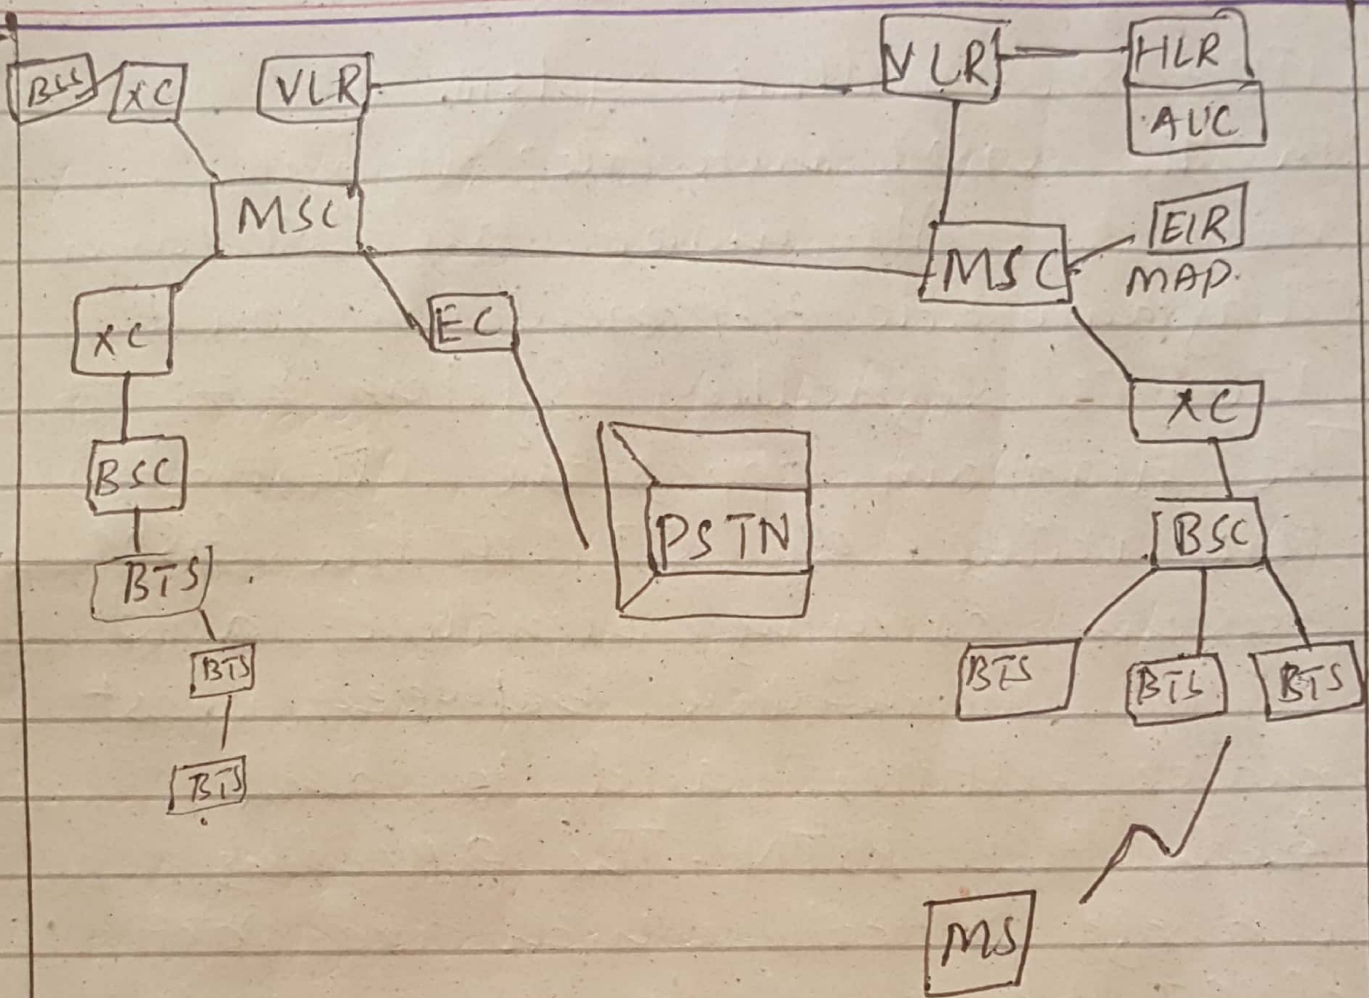 BSS
XC
VLR
VLR
HLR
AUC
MSC
MSC
EIR
MAP.
XC
EC
XC
BSC
PSTN
BSC
BTS
BTS
BTS
BTS
BTS
BTS
MS